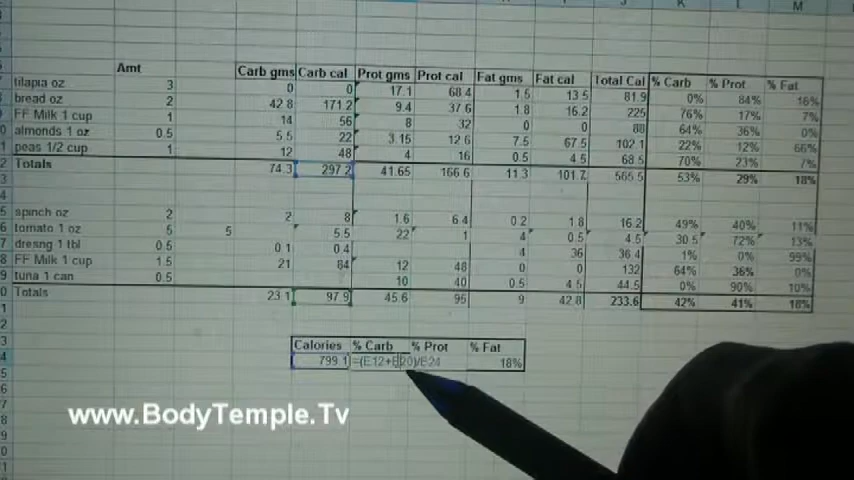 K L M
Amt Carb gms Carb cal Prot gms Prot cal Fat gms Fat cal Total Cal % Carb % Prot % Fat
tilapia oz 3 0 0 17.1 68.4 1.5 13.5 81.9 0% 84% 16%
bread oz 2 42.8 171.2 9.4 37.6 1.8 16.2 225 76% 17% 7%
FF Milk 1 cup 1 14 56 8 32 0 0 88 64% 36% 0%
almonds 1 oz 0.5 5.5 22 3.15 12.6 7.5 67.5 102.1 22% 12% 66%
peas 1/2 cup 1 12 48 4 16 0.5 4.5 68.5 70% 23% 7%
Totals 74.3 297.2 41.65 166.6 11.3 101.7 565.5 53% 29% 18%
spinch oz 2 2 8 1.6 6.4 0.2 1.8 16.2 49% 40% 11%
tomato 1 oz 5 5 5.5 22 1 4 0.5 4.5 30.5 72% 13%
dresng 1 tbl 0.5 0.1 0.4 4 36 36.4 1% 0% 99%
FF Milk 1 cup 1.5 21 84 12 48 0 0 132 64% 36% 0%
tuna 1 can 0.5 10 40 0.5 4.5 44.5 0% 90% 10%
Totals 23.1 97.9 45.6 95 9 42.8 233.6 42% 41% 18%
Calories % Carb % Prot % Fat
799.1 =(E12+E20)/E24 18%
www.BodyTemple.Tv